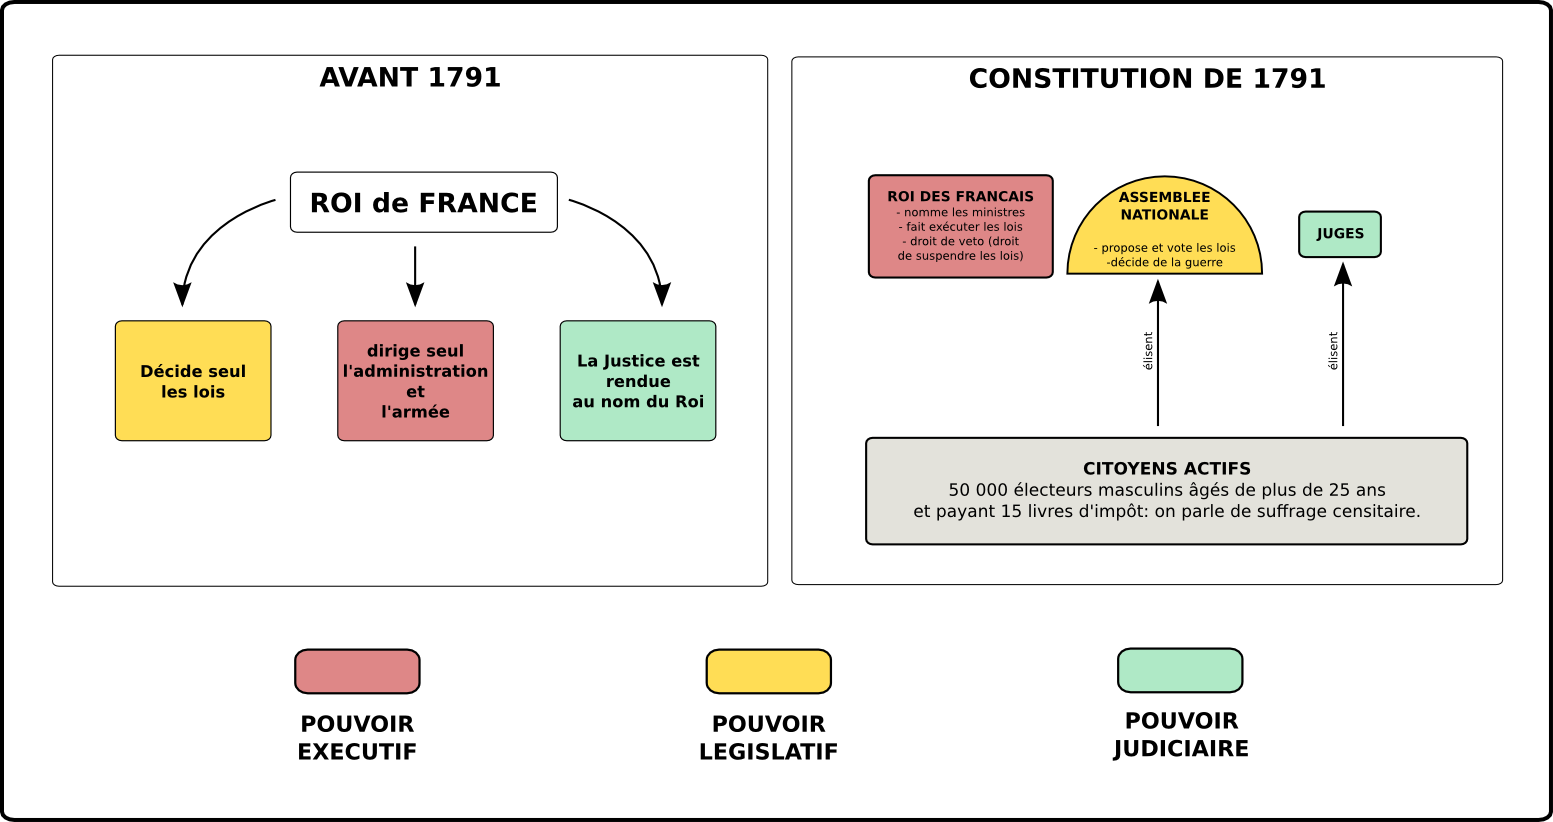 AVANT 1791
ROI de FRANCE
Décide seul
les lois
dirige seul
l'administration
et
l'armée
La Justice est
rendue
au nom du Roi
CONSTITUTION DE 1791
ROI DES FRANCAIS
- nomme les ministres
- fait exécuter les lois
- droit de veto (droit
de suspendre les lois)
ASSEMBLEE
NATIONALE
- propose et vote les lois
-décide de la guerre
JUGES
élisent
élisent
CITOYENS ACTIFS
50 000 électeurs masculins âgés de plus de 25 ans
et payant 15 livres d'impôt: on parle de suffrage censitaire.
POUVOIR
EXECUTIF
POUVOIR
LEGISLATIF
POUVOIR
JUDICIAIRE